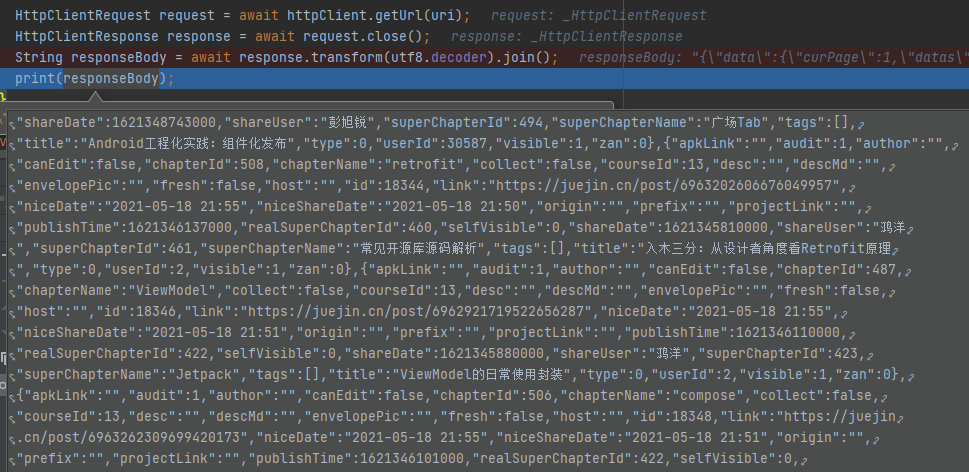 HttpClientRequest request = await httpClient.getUrl(uri); request: _HttpClientRequest
HttpClientResponse response = await request.close(); response: _HttpClientResponse
String responseBody = await response.transform(utf8.decoder).join(); responseBody: "{\"data\":{\"curPage\":1,\"datas\"
print(responseBody);
"shareDate":1621348743000,"shareUser":"彭旭锐","superChapterId":494,"superChapterName":"广场Tab","tags":[],
"title":"Android工程化实践：组件化发布","type":0,"userId":30587,"visible":1,"zan":0},{"apkLink":"","audit":1,"author":"",
"canEdit":false,"chapterId":508,"chapterName":"retrofit","collect":false,"courseId":13,"desc":"","descMd":"",
"envelopePic":"","fresh":false,"host":"","id":18344,"link":"https://juejin.cn/post/6963202606676049957",
"niceDate":"2021-05-18 21:55","niceShareDate":"2021-05-18 21:50","origin":"","prefix":"","projectLink":"",
"publishTime":1621346137000,"realSuperChapterId":460,"selfVisible":0,"shareDate":1621345810000,"shareUser":"鸿洋
","superChapterId":461,"superChapterName":"常见开源库源码解析","tags":[],"title":"入木三分：从设计者角度看Retrofit原理
","type":0,"userId":2,"visible":1,"zan":0},{"apkLink":"","audit":1,"author":"","canEdit":false,"chapterId":487,
"chapterName":"ViewModel","collect":false,"courseId":13,"desc":"","descMd":"","envelopePic":"","fresh":false,
"host":"","id":18346,"link":"https://juejin.cn/post/6962921719522656287","niceDate":"2021-05-18 21:55",
"niceShareDate":"2021-05-18 21:51","origin":"","prefix":"","projectLink":"","publishTime":1621346110000,
"realSuperChapterId":422,"selfVisible":0,"shareDate":1621345880000,"shareUser":"鸿洋","superChapterId":423,
"superChapterName":"Jetpack","tags":[],"title":"ViewModel的日常使用封装","type":0,"userId":2,"visible":1,"zan":0},
{"apkLink":"","audit":1,"author":"","canEdit":false,"chapterId":506,"chapterName":"compose","collect":false,
"courseId":13,"desc":"","descMd":"","envelopePic":"","fresh":false,"host":"","id":18348,"link":"https://juejin
.cn/post/6963262309699420173","niceDate":"2021-05-18 21:55","niceShareDate":"2021-05-18 21:51","origin":"",
"prefix":"","projectLink":"","publishTime":1621346101000,"realSuperChapterId":422,"selfVisible":0,